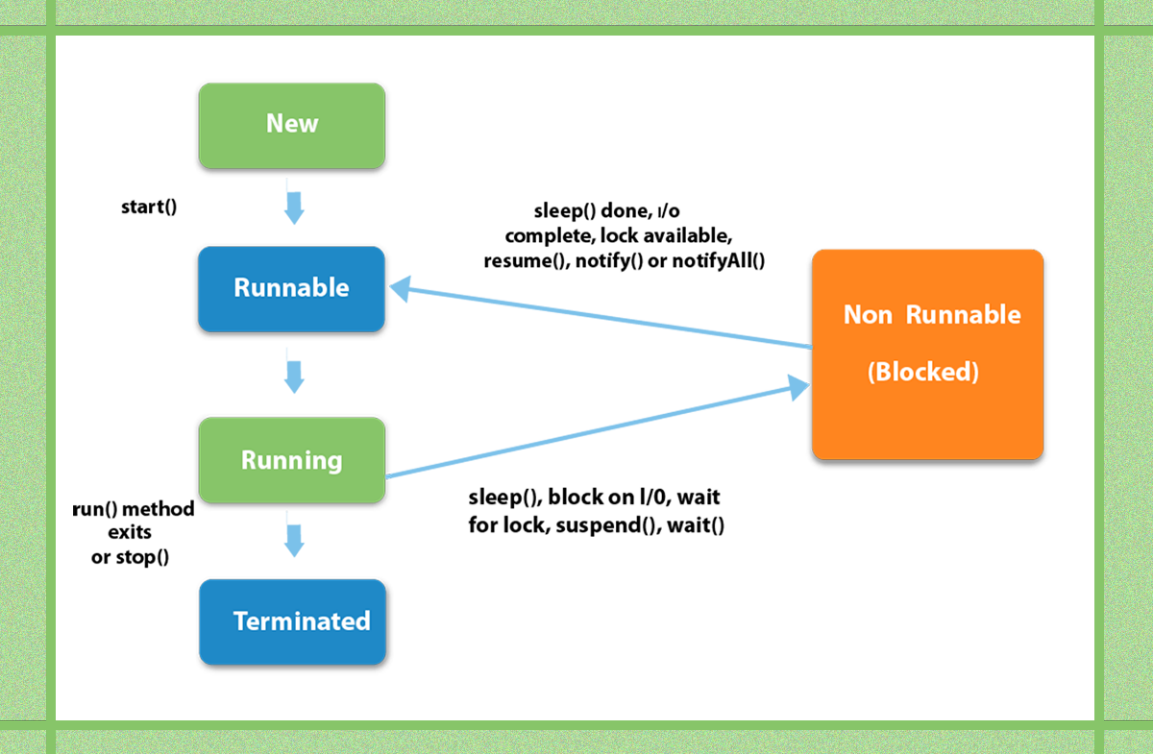 New
start()
sleep() done, i/o
complete, lock available,
resume(), notify() or notifyAll()
Runnable
Non Runnable
(Blocked)
Running
sleep(), block on I/0, wait
for lock, suspend(), wait()
run() method
exits
or stop()
Terminated